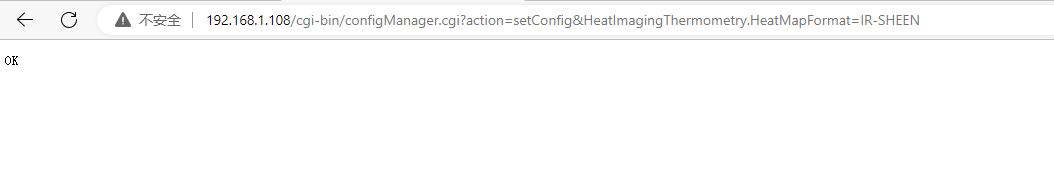 不安全 192.168.1.108/cgi-bin/configManager.cgi?action=setConfig&HeatImagingThermometry.HeatMapFormat=IR-SHEEN
OK